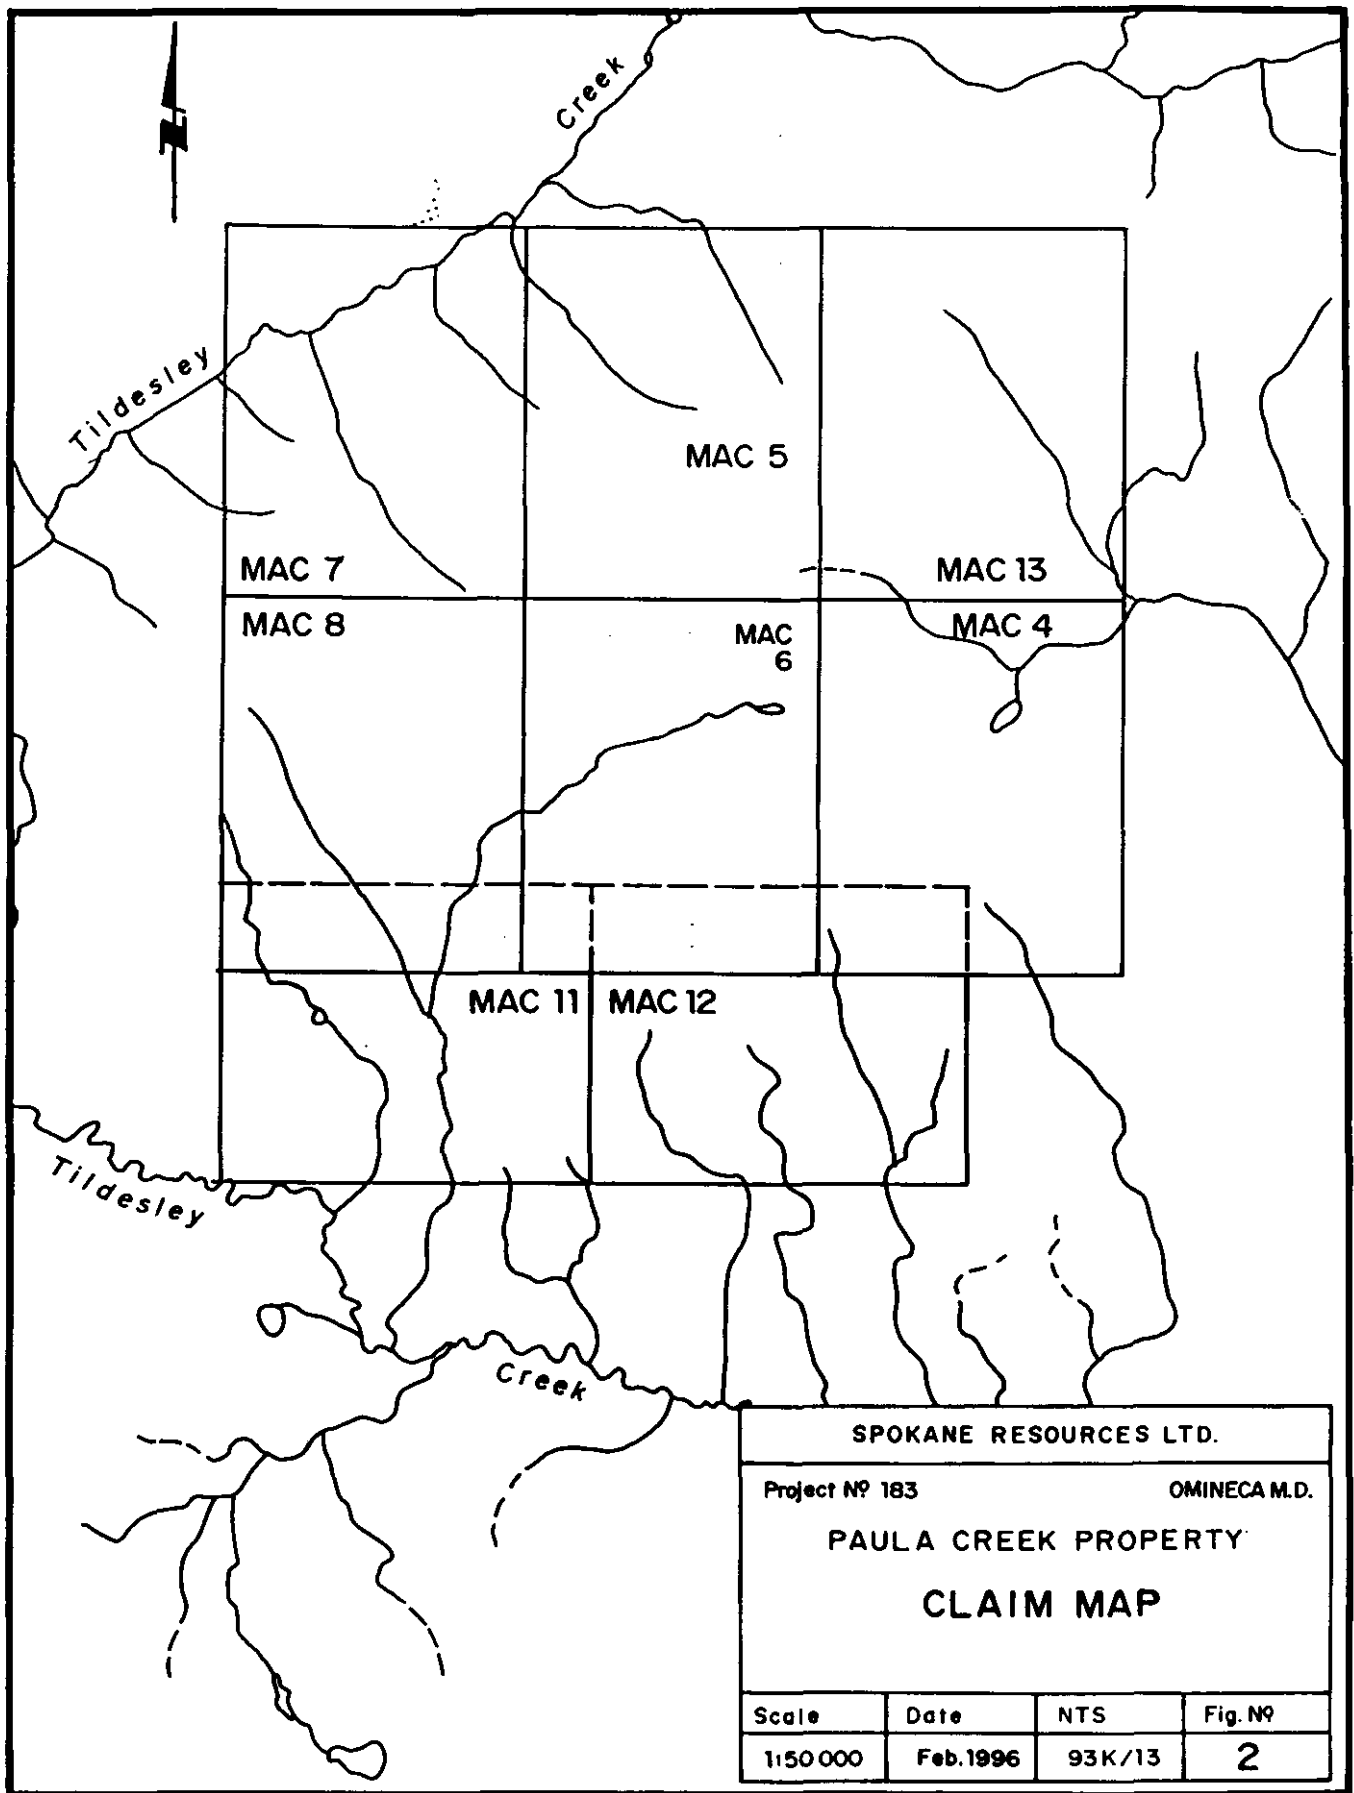 Creek
N
Tildesley
MAC 5
MAC 7
MAC 13
MAC 8
MAC
6
MAC 4
MAC 11
MAC 12
Tildesley
Creek
SPOKANE RESOURCES LTD.
Project Nº 183
OMINECA M.D.
PAULA CREEK PROPERTY
CLAIM MAP
Scale
Date
NTS
Fig. Nº
1:50 000
Feb. 1996
93K/13
2